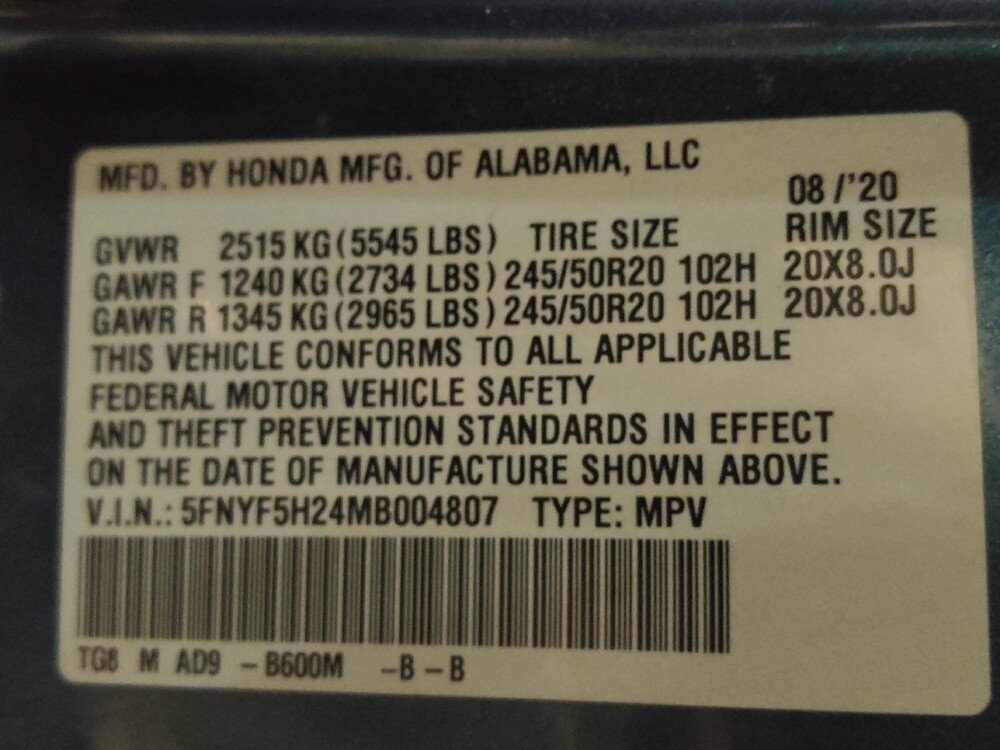 MFD. BY HONDA MFG. OF ALABAMA, LLC
08 /'20
GVWR 2515 KG (5545 LBS) TIRE SIZE RIM SIZE
GAWR F 1240 KG (2734 LBS) 245/50R20 102H 20X8.0J
GAWR R 1345 KG (2965 LBS) 245/50R20 102H 20X8.0J
THIS VEHICLE CONFORMS TO ALL APPLICABLE
FEDERAL MOTOR VEHICLE SAFETY
AND THEFT PREVENTION STANDARDS IN EFFECT
ON THE DATE OF MANUFACTURE SHOWN ABOVE.
V.I.N.: 5FNYF5H24MB004807 TYPE: MPV
TG8 M AD9 – B600M –B – B